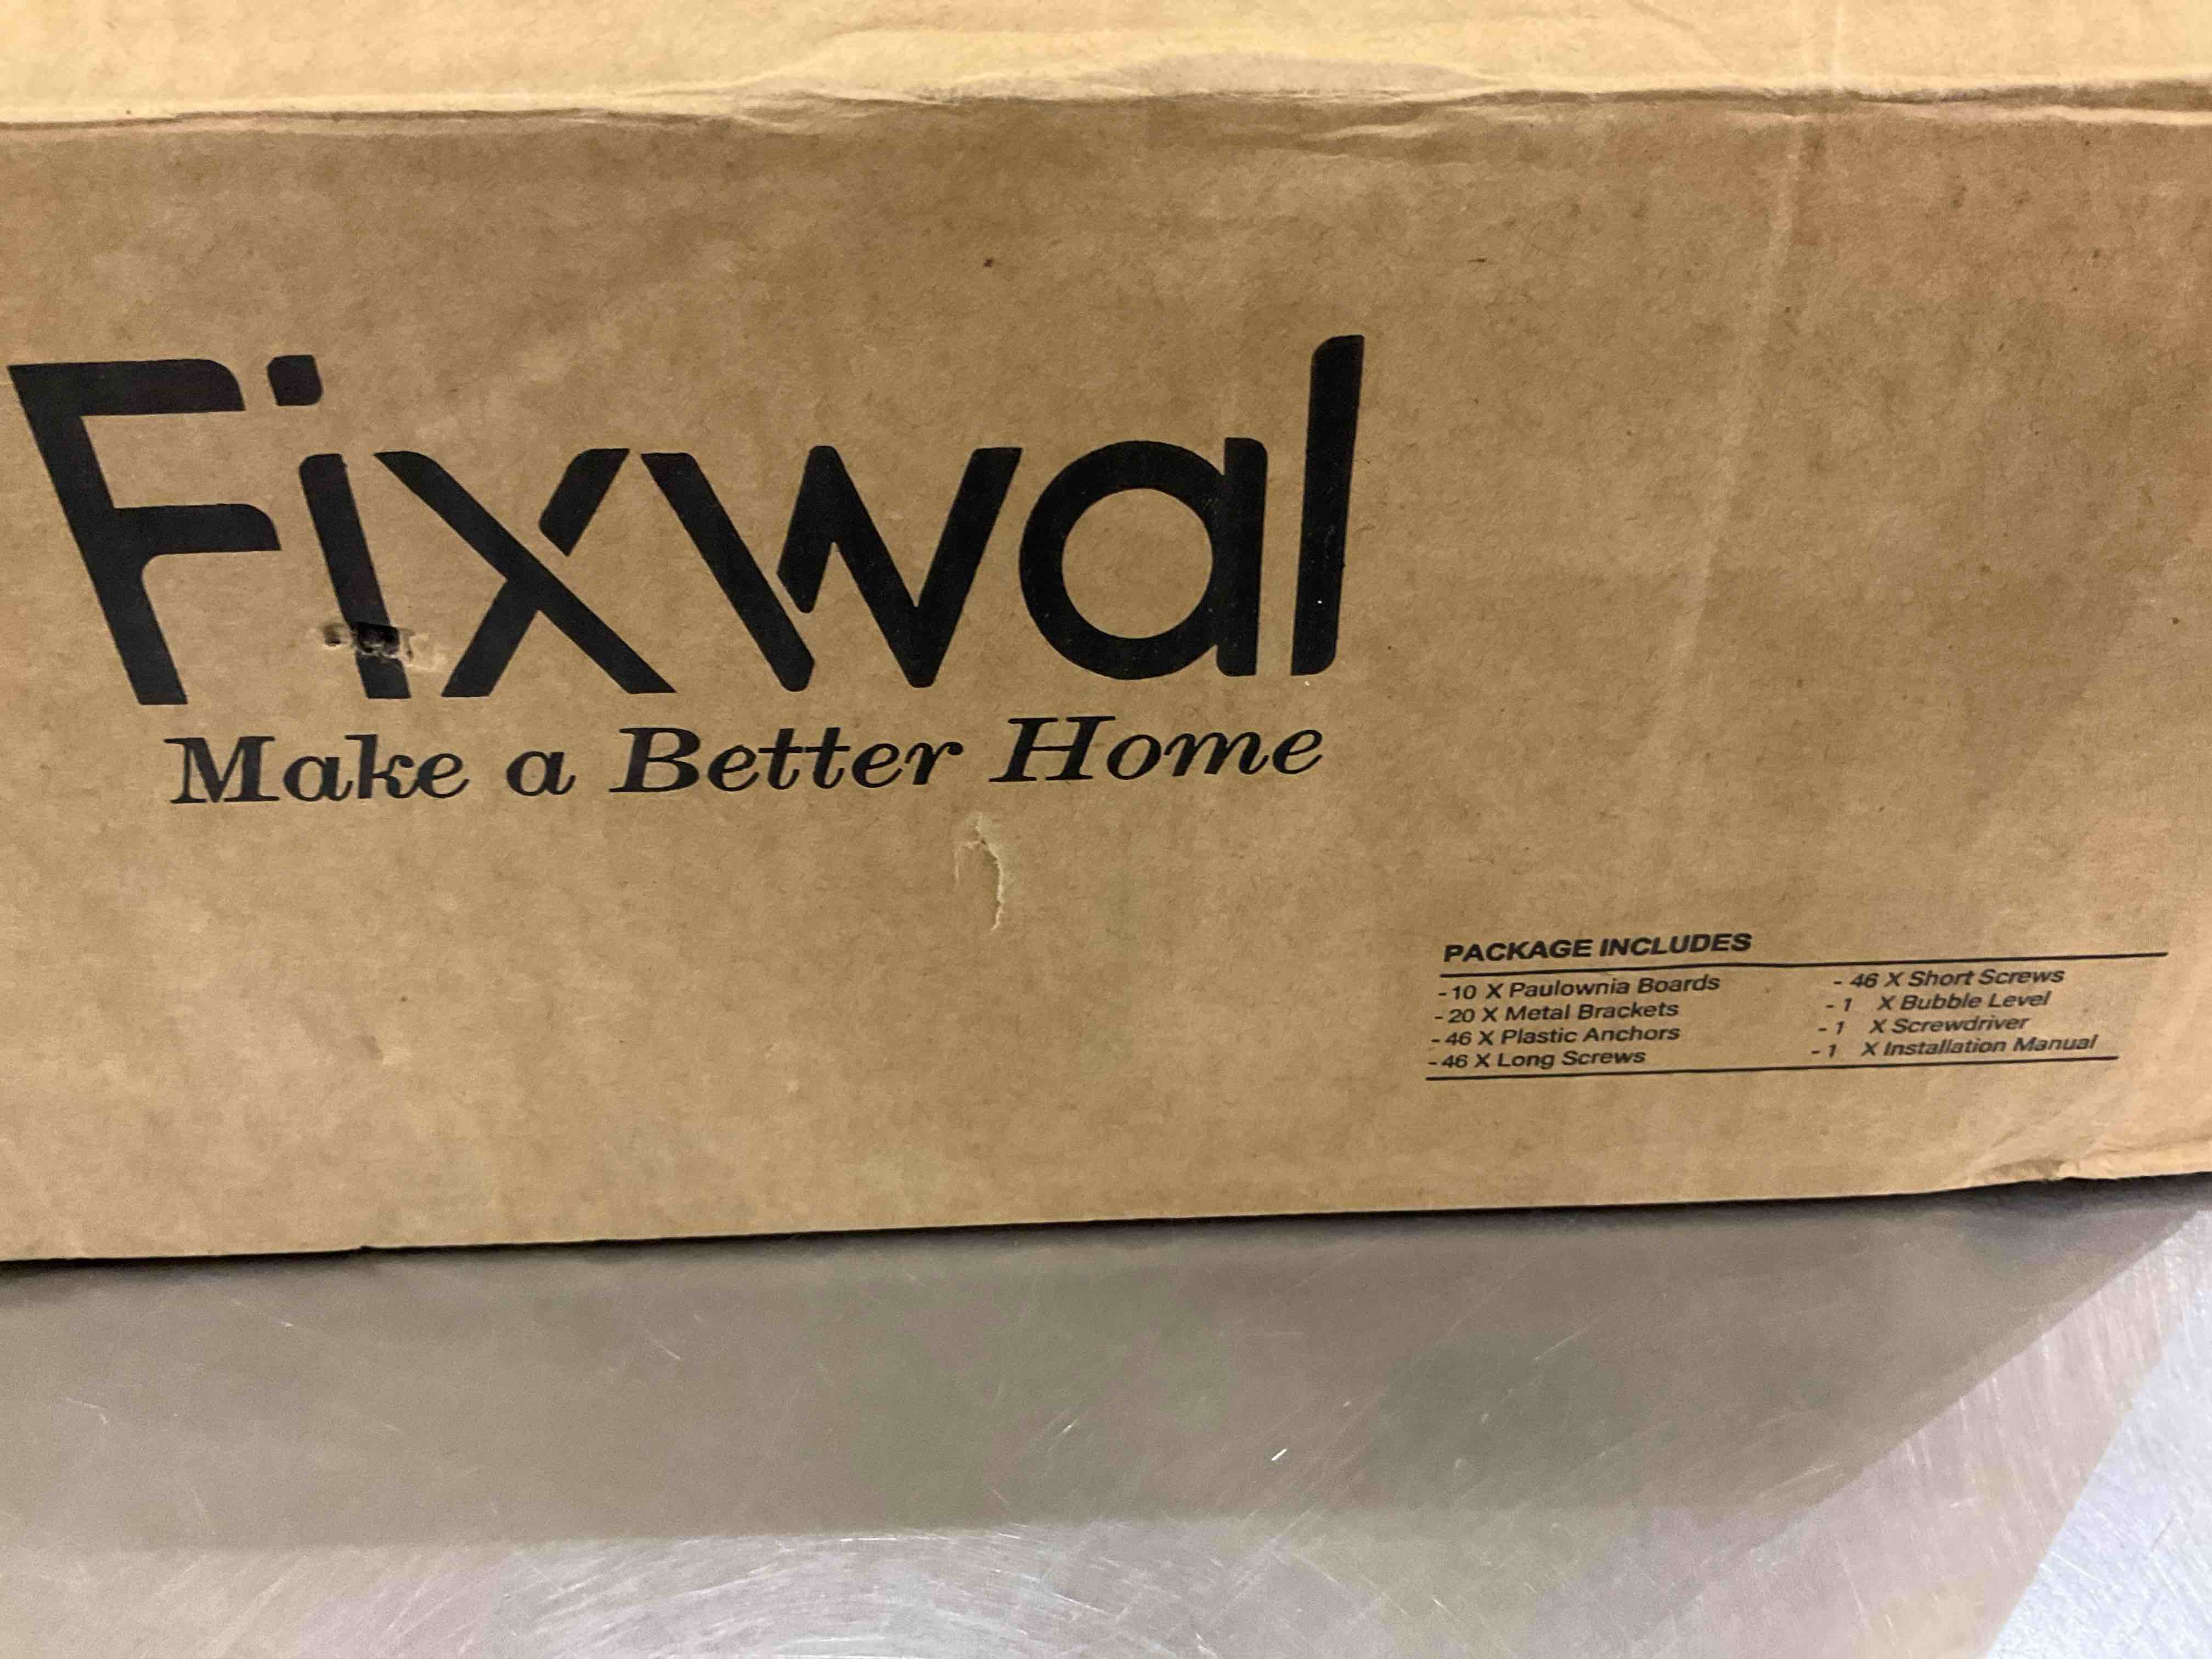 Fixwal
Make a Better Home
PACKAGE INCLUDES
-10 X Paulownia Boards
-20 X Metal Brackets
-46 X Plastic Anchors
-46 X Long Screws
- 46 X Short Screws
-1 X Bubble Level
-1 X Screwdriver
-1 X Installation Manual